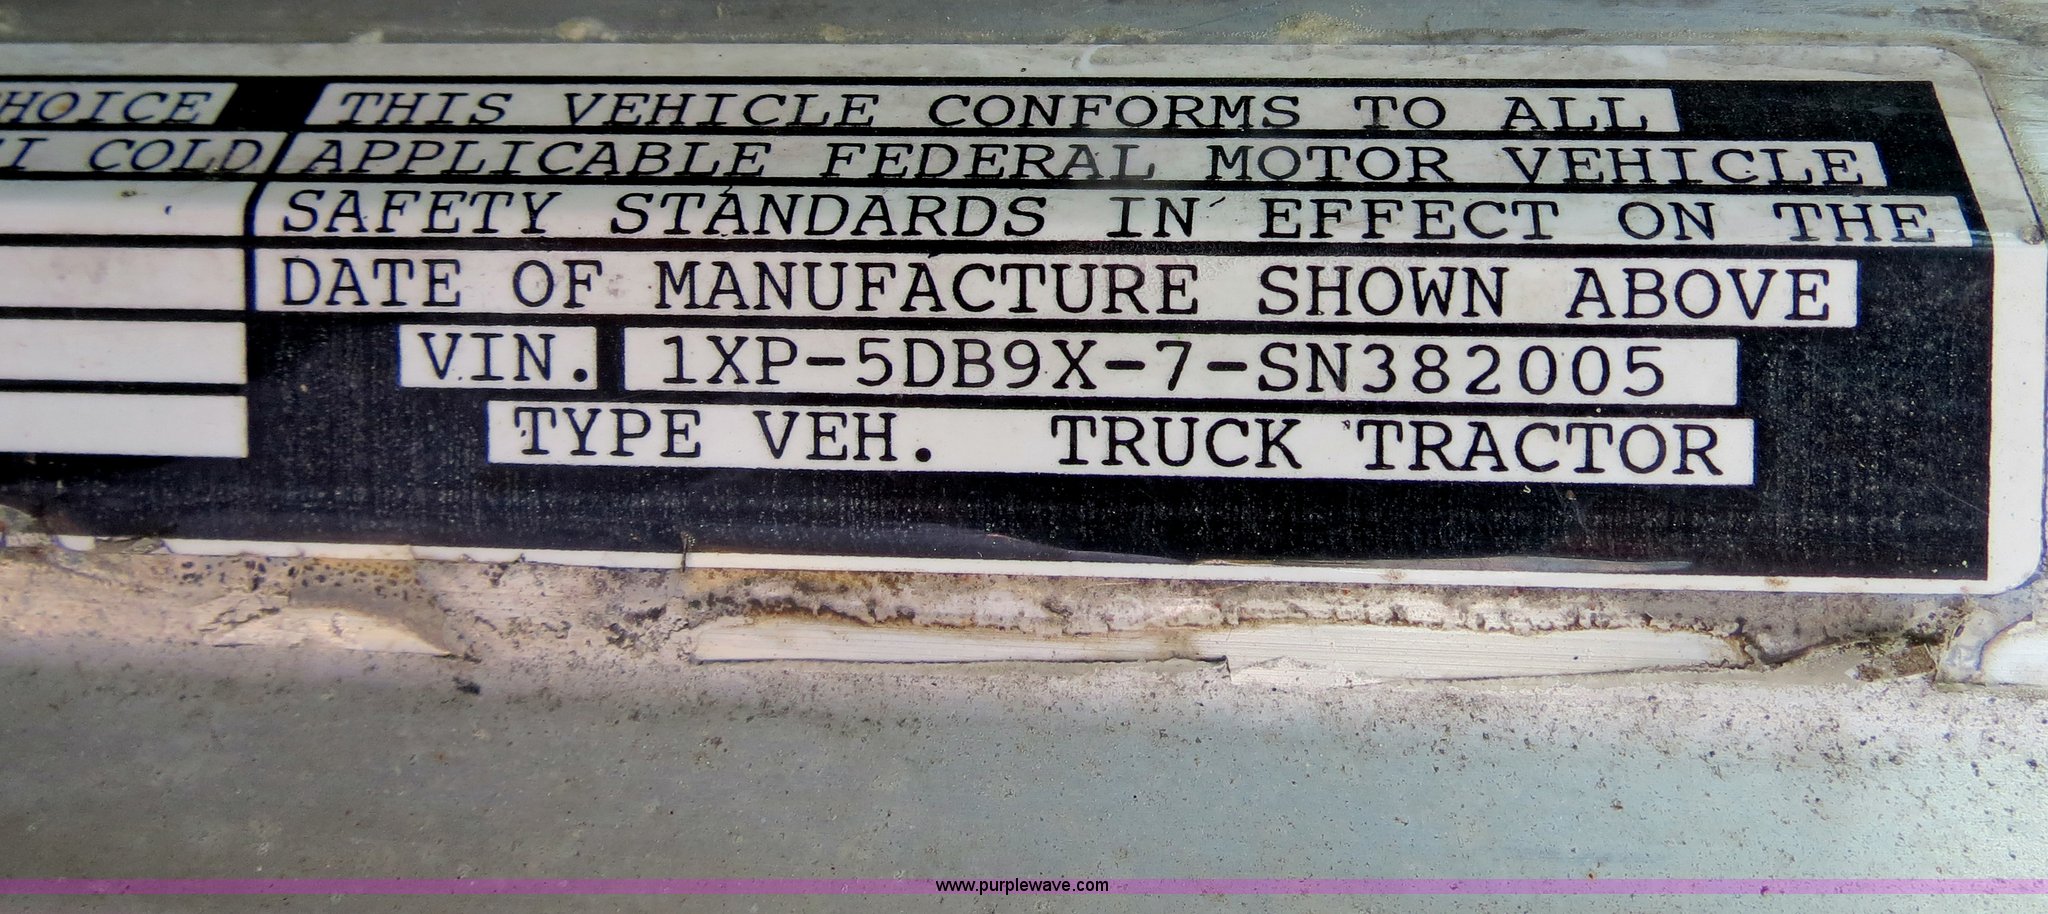 HOICE THIS VEHICLE CONFORMS TO ALL
I COLD APPLICABLE FEDERAL MOTOR VEHICLE
SAFETY STANDARDS IN EFFECT ON THE
DATE OF MANUFACTURE SHOWN ABOVE
VIN. 1XP-5DB9X-7-SN382005
TYPE VEH. TRUCK TRACTOR
www.purplewave.com